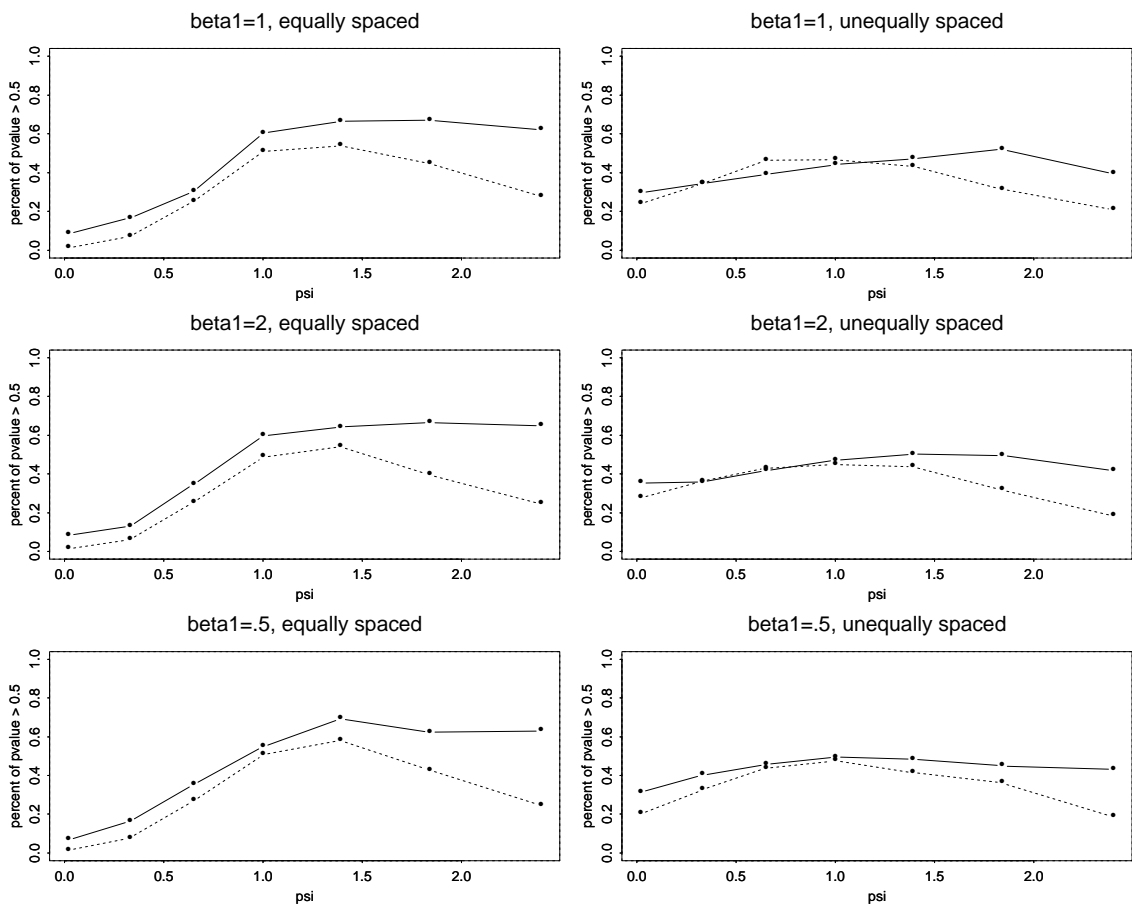 beta1=1, equally spaced
percent of pvalue > 0.5
1.0
0.8
0.6
0.4
0.2
0.0
0.0 0.5 1.0 1.5 2.0
psi
beta1=1, unequally spaced
percent of pvalue > 0.5
1.0
0.8
0.6
0.4
0.2
0.0
0.0 0.5 1.0 1.5 2.0
psi
beta1=2, equally spaced
percent of pvalue > 0.5
1.0
0.8
0.6
0.4
0.2
0.0
0.0 0.5 1.0 1.5 2.0
psi
beta1=2, unequally spaced
percent of pvalue > 0.5
1.0
0.8
0.6
0.4
0.2
0.0
0.0 0.5 1.0 1.5 2.0
psi
beta1=.5, equally spaced
percent of pvalue > 0.5
1.0
0.8
0.6
0.4
0.2
0.0
0.0 0.5 1.0 1.5 2.0
psi
beta1=.5, unequally spaced
percent of pvalue > 0.5
1.0
0.8
0.6
0.4
0.2
0.0
0.0 0.5 1.0 1.5 2.0
psi